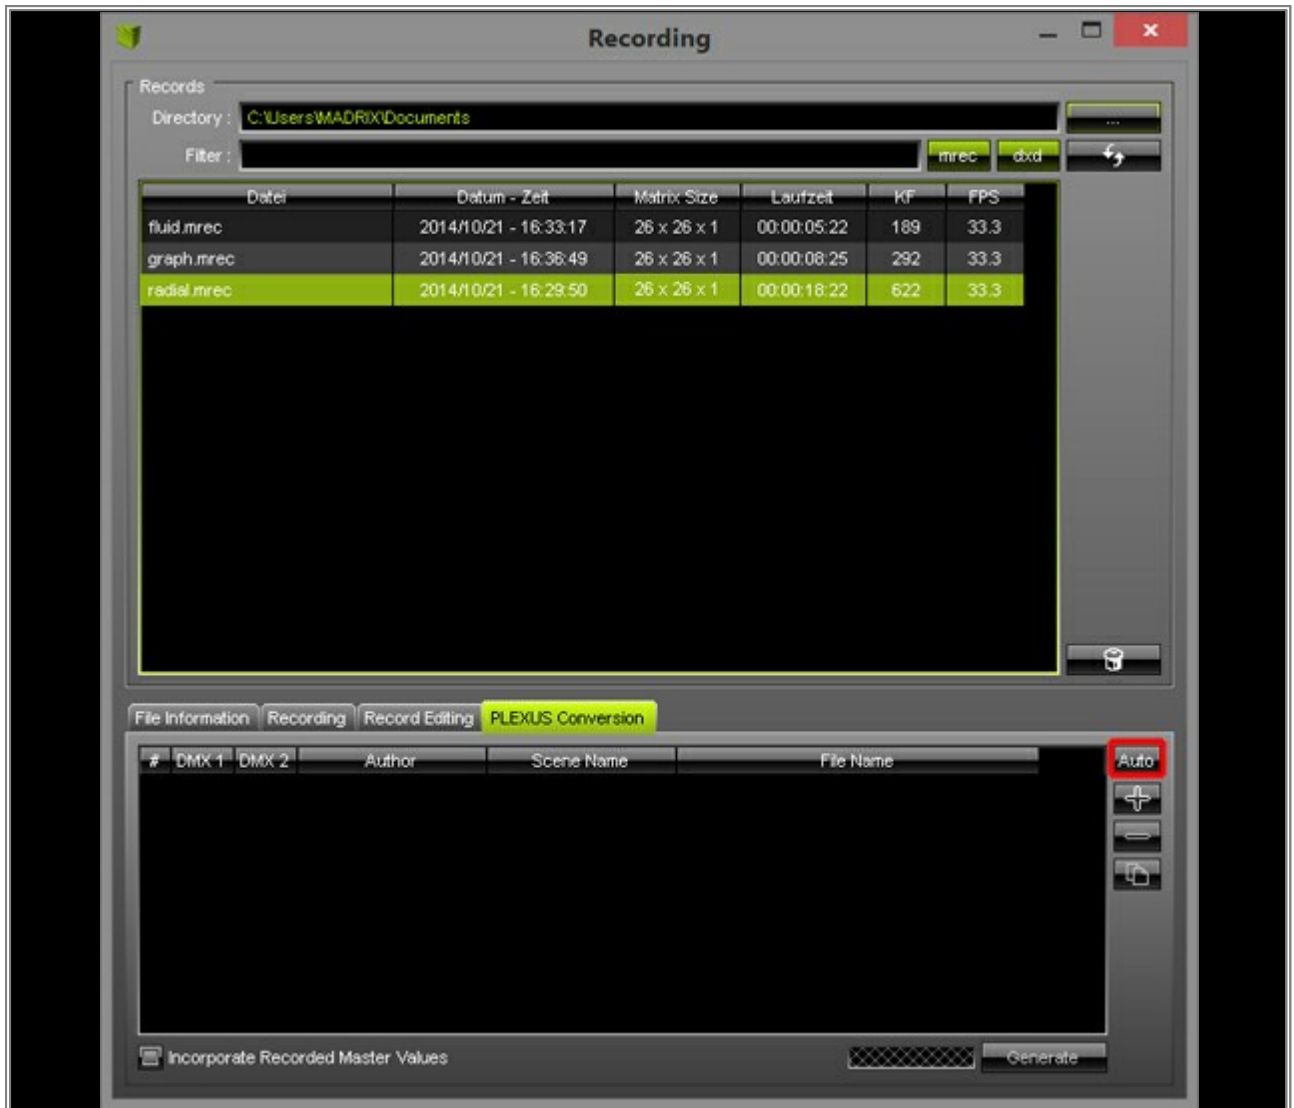 Recording
Records
Directory : C:\Users\MADRIX\Documents ...
Filter : mrec dxd
Datei Datum - Zeit Matrix Size Laufzeit KF FPS
fluid.mrec 2014/10/21 - 16:33:17 26 x 26 x 1 00:00:05:22 189 33.3
graph.mrec 2014/10/21 - 16:36:49 26 x 26 x 1 00:00:08:25 292 33.3
radial.mrec 2014/10/21 - 16:29:50 26 x 26 x 1 00:00:18:22 622 33.3
File Information Recording Record Editing PLEXUS Conversion
# DMX 1 DMX 2 Author Scene Name File Name Auto
Incorporate Recorded Master Values Generate